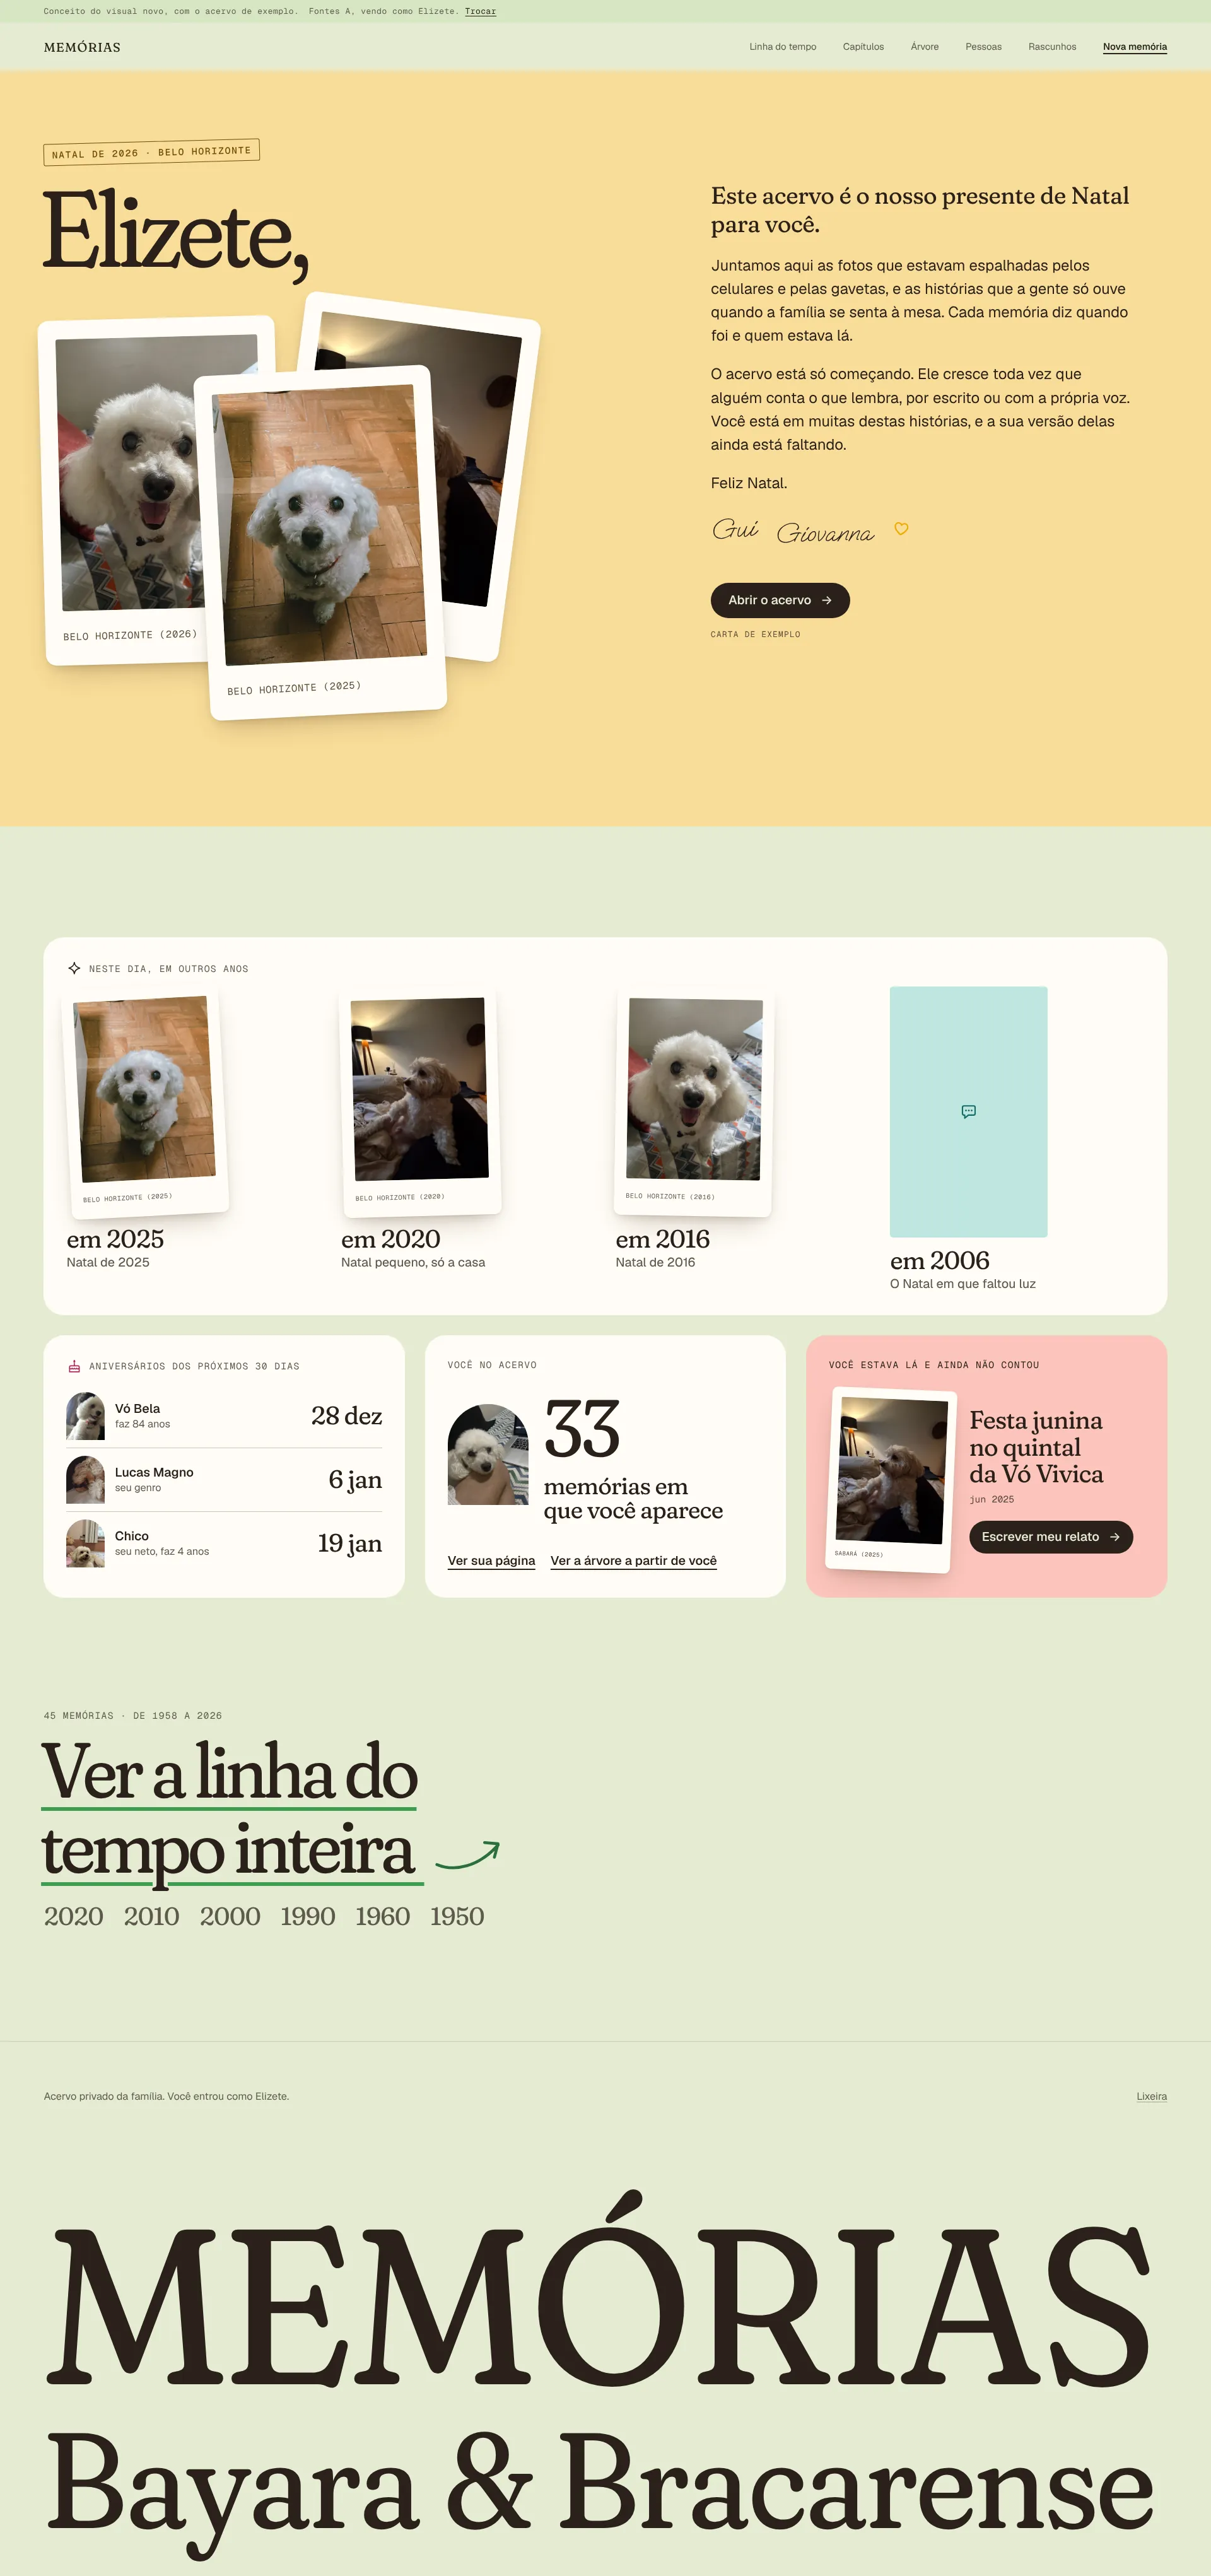 Conceito do visual novo, com o acervo de exemplo. Fontes A, vendo como Elizete. Trocar
MEMÓRIAS
Linha do tempo
Capítulos
Árvore
Pessoas
Rascunhos
Nova memória
NATAL DE 2026 · BELO HORIZONTE
Elizete,
BELO HORIZONTE (2026)
BELO HORIZONTE (2025)
Este acervo é o nosso presente de Natal
para você.
Juntamos aqui as fotos que estavam espalhadas pelos
celulares e pelas gavetas, e as histórias que a gente só ouve
quando a família se senta à mesa. Cada memória diz quando
foi e quem estava lá.
O acervo está só começando. Ele cresce toda vez que
alguém conta o que lembra, por escrito ou com a própria voz.
Você está em muitas destas histórias, e a sua versão delas
ainda está faltando.
Feliz Natal.
Gui Giovanna
Abrir o acervo →
CARTA DE EXEMPLO
NESTE DIA, EM OUTROS ANOS
BELO HORIZONTE (2025)
em 2025
Natal de 2025
BELO HORIZONTE (2020)
em 2020
Natal pequeno, só a casa
BELO HORIZONTE (2016)
em 2016
Natal de 2016
em 2006
O Natal em que faltou luz
ANIVERSÁRIOS DOS PRÓXIMOS 30 DIAS
Vó Bela
faz 84 anos
28 dez
Lucas Magno
seu genro
6 jan
Chico
seu neto, faz 4 anos
19 jan
VOCÊ NO ACERVO
33
memórias em
que você aparece
Ver sua página
Ver a árvore a partir de você
VOCÊ ESTAVA LÁ E AINDA NÃO CONTOU
SABARÁ (2025)
Festa junina
no quintal
da Vó Vivica
jun 2025
Escrever meu relato →
45 MEMÓRIAS · DE 1958 A 2026
Ver a linha do
tempo inteira
2020 2010 2000 1990 1960 1950
Acervo privado da família. Você entrou como Elizete.
Lixeira
MEMÓRIAS
Bayara & Bracarense